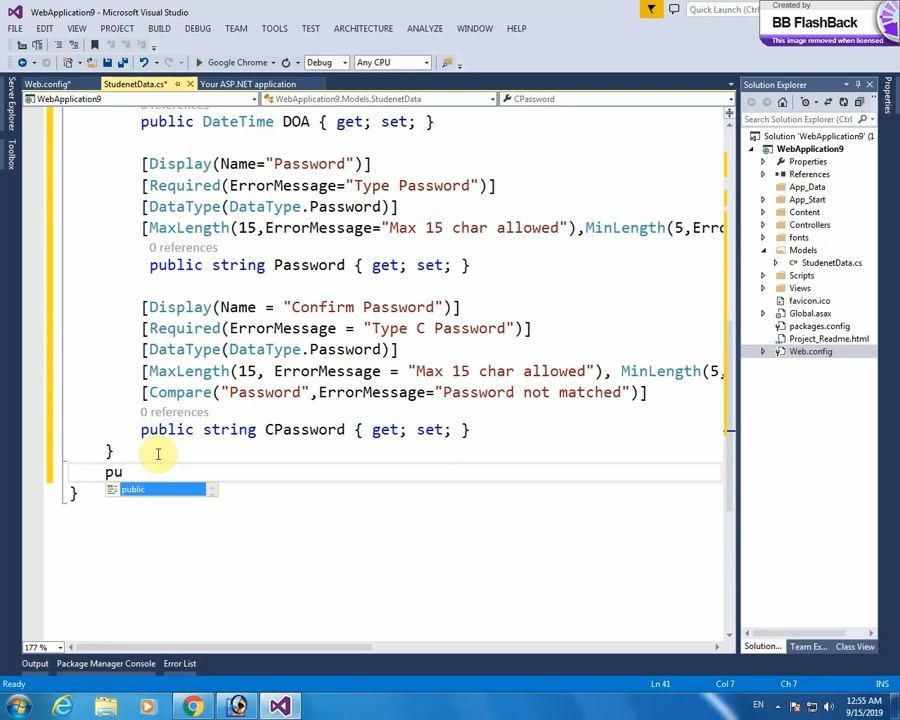 WebApplication9 - Microsoft Visual Studio
Quick Launch (Ctrl
Created by
BB FlashBack
This image removed when licensed
FILE EDIT VIEW PROJECT BUILD DEBUG TEAM TEST ARCHITECTURE ANALYZE WINDOW HELP
Google Chrome Debug Any CPU
Web.config* StudenetData.cs* Your ASP.NET application
WebApplication9 WebApplication9.Models.StudenetData CPassword
Server Explorer
Toolbox
0 references
public DateTime DOA { get; set; }
[Display(Name="Password")]
[Required(ErrorMessage="Type Password")]
[DataType(DataType.Password)]
[MaxLength(15,ErrorMessage="Max 15 char allowed"),MinLength(5,Erro
0 references
public string Password { get; set; }
[Display(Name = "Confirm Password")]
[Required(ErrorMessage = "Type C Password")]
[DataType(DataType.Password)]
[MaxLength(15, ErrorMessage = "Max 15 char allowed"), MinLength(5,
[Compare("Password",ErrorMessage="Password not matched")]
0 references
public string CPassword { get; set; }
}
pu
public
}
177 %
Solution Explorer
Search Solution Explorer (Ctrl+;)
Solution 'WebApplication9' (
WebApplication9
Properties
References
App_Data
App_Start
Content
Controllers
fonts
Models
StudenetData.cs
Scripts
Views
favicon.ico
Global.asax
packages.config
Project_Readme.html
Web.config
Solution... Team Ex... Class View
Properties
Output Package Manager Console Error List
Ready Ln 41 Col 7 Ch 7 INS
EN 12:55 AM
9/15/2019